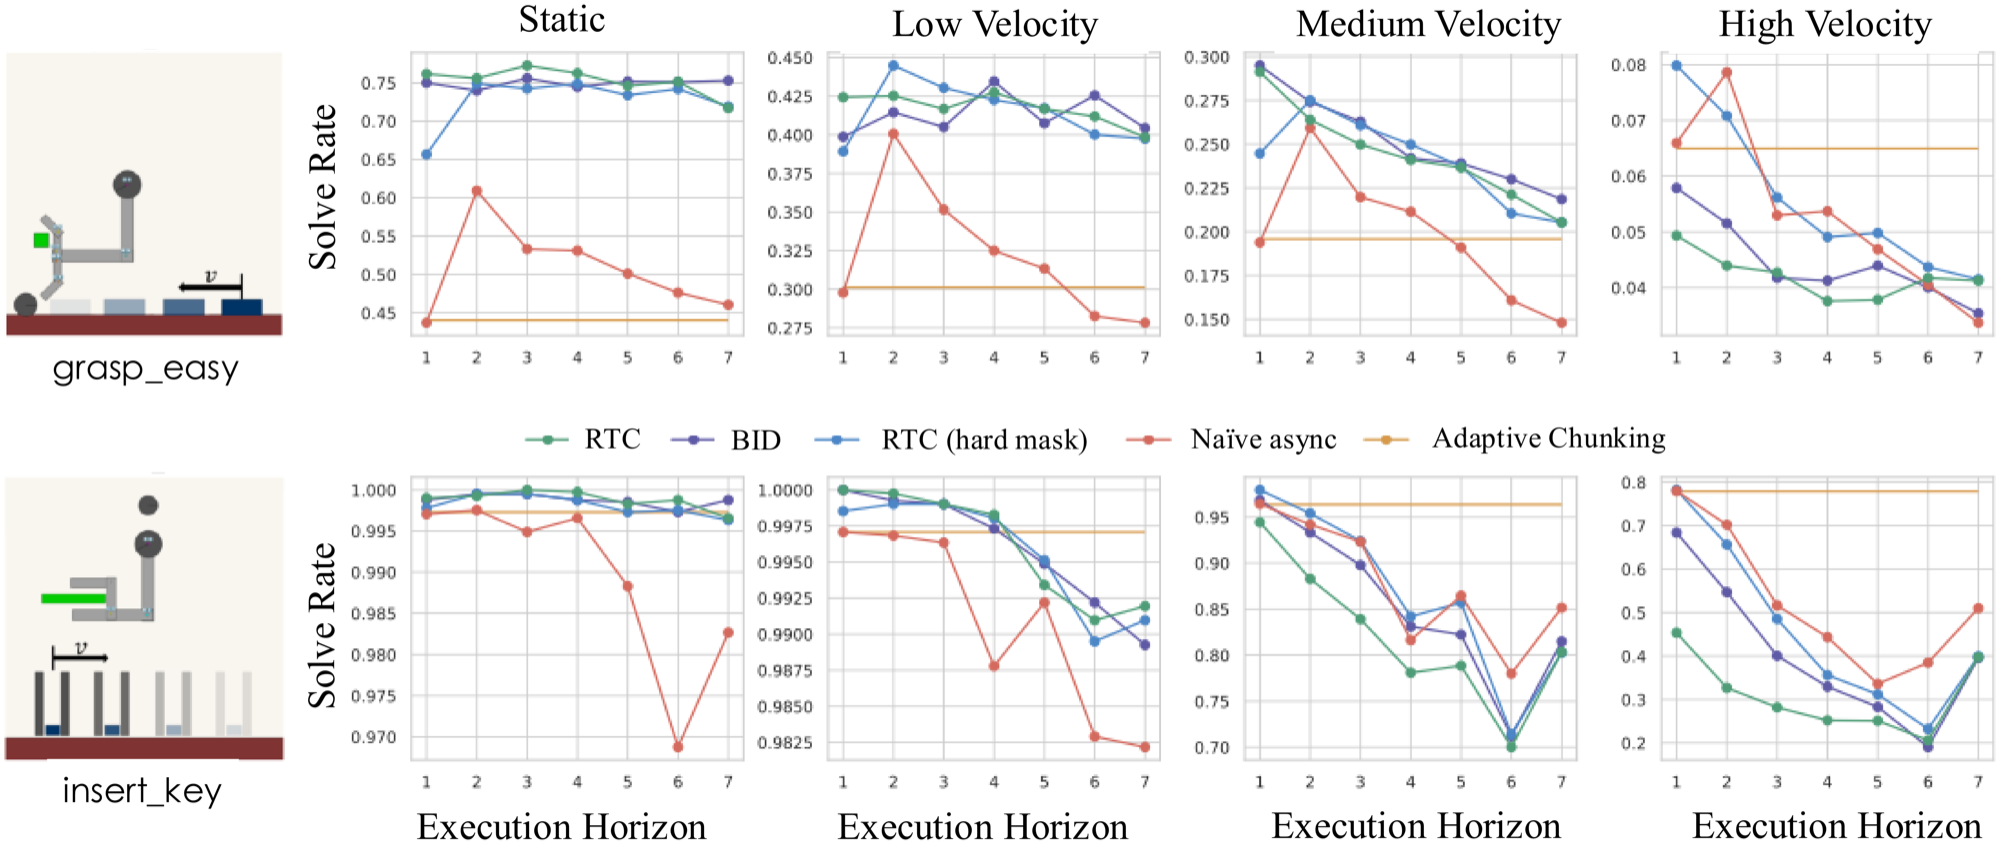 Static
Low Velocity
Medium Velocity
High Velocity
Solve Rate
0.75
0.70
0.65
0.60
0.55
0.50
0.45
1 2 3 4 5 6 7
0.450
0.425
0.400
0.375
0.350
0.325
0.300
0.275
1 2 3 4 5 6 7
0.300
0.275
0.250
0.225
0.200
0.175
0.150
1 2 3 4 5 6 7
0.08
0.07
0.06
0.05
0.04
1 2 3 4 5 6 7
v
grasp_easy
RTC
BID
RTC (hard mask)
Naïve async
Adaptive Chunking
Solve Rate
1.000
0.995
0.990
0.985
0.980
0.975
0.970
1 2 3 4 5 6 7
1.0000
0.9975
0.9950
0.9925
0.9900
0.9875
0.9850
0.9825
1 2 3 4 5 6 7
0.95
0.90
0.85
0.80
0.75
0.70
1 2 3 4 5 6 7
0.8
0.7
0.6
0.5
0.4
0.3
0.2
1 2 3 4 5 6 7
v
insert_key
Execution Horizon
Execution Horizon
Execution Horizon
Execution Horizon